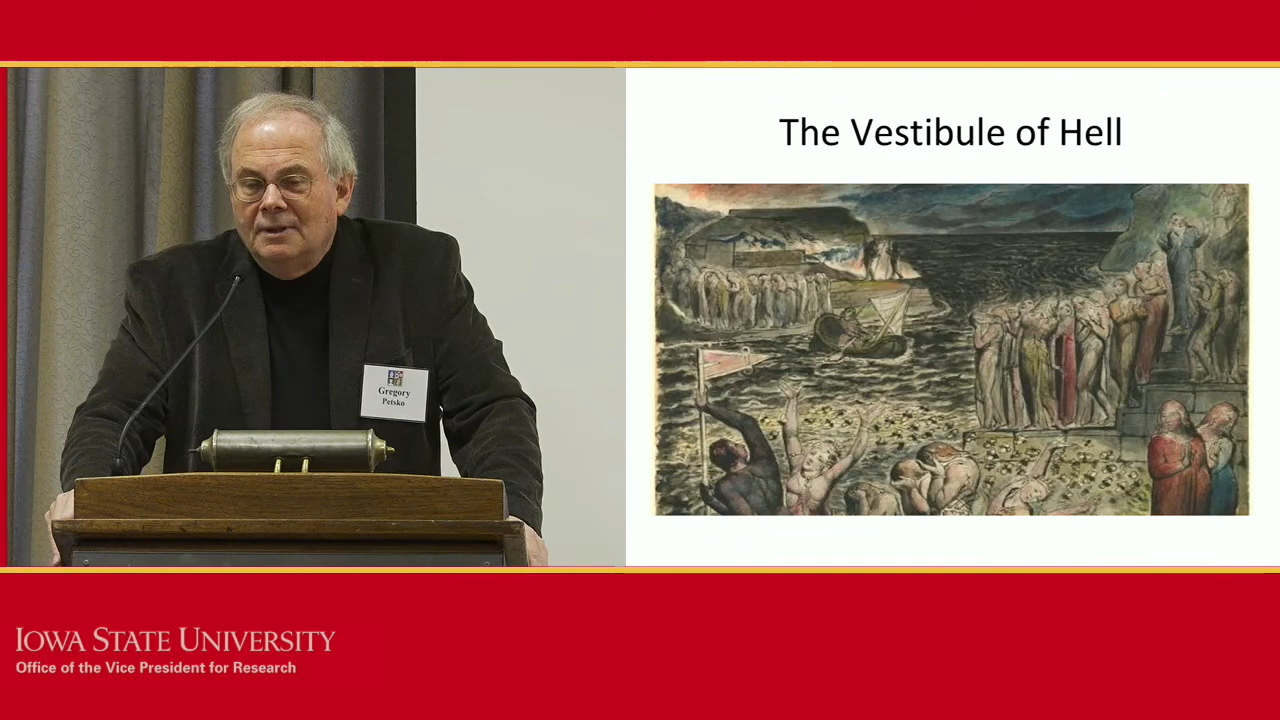 The Vestibule of Hell
Gregory
Petsko
IOWA STATE UNIVERSITY
Office of the Vice President for Research